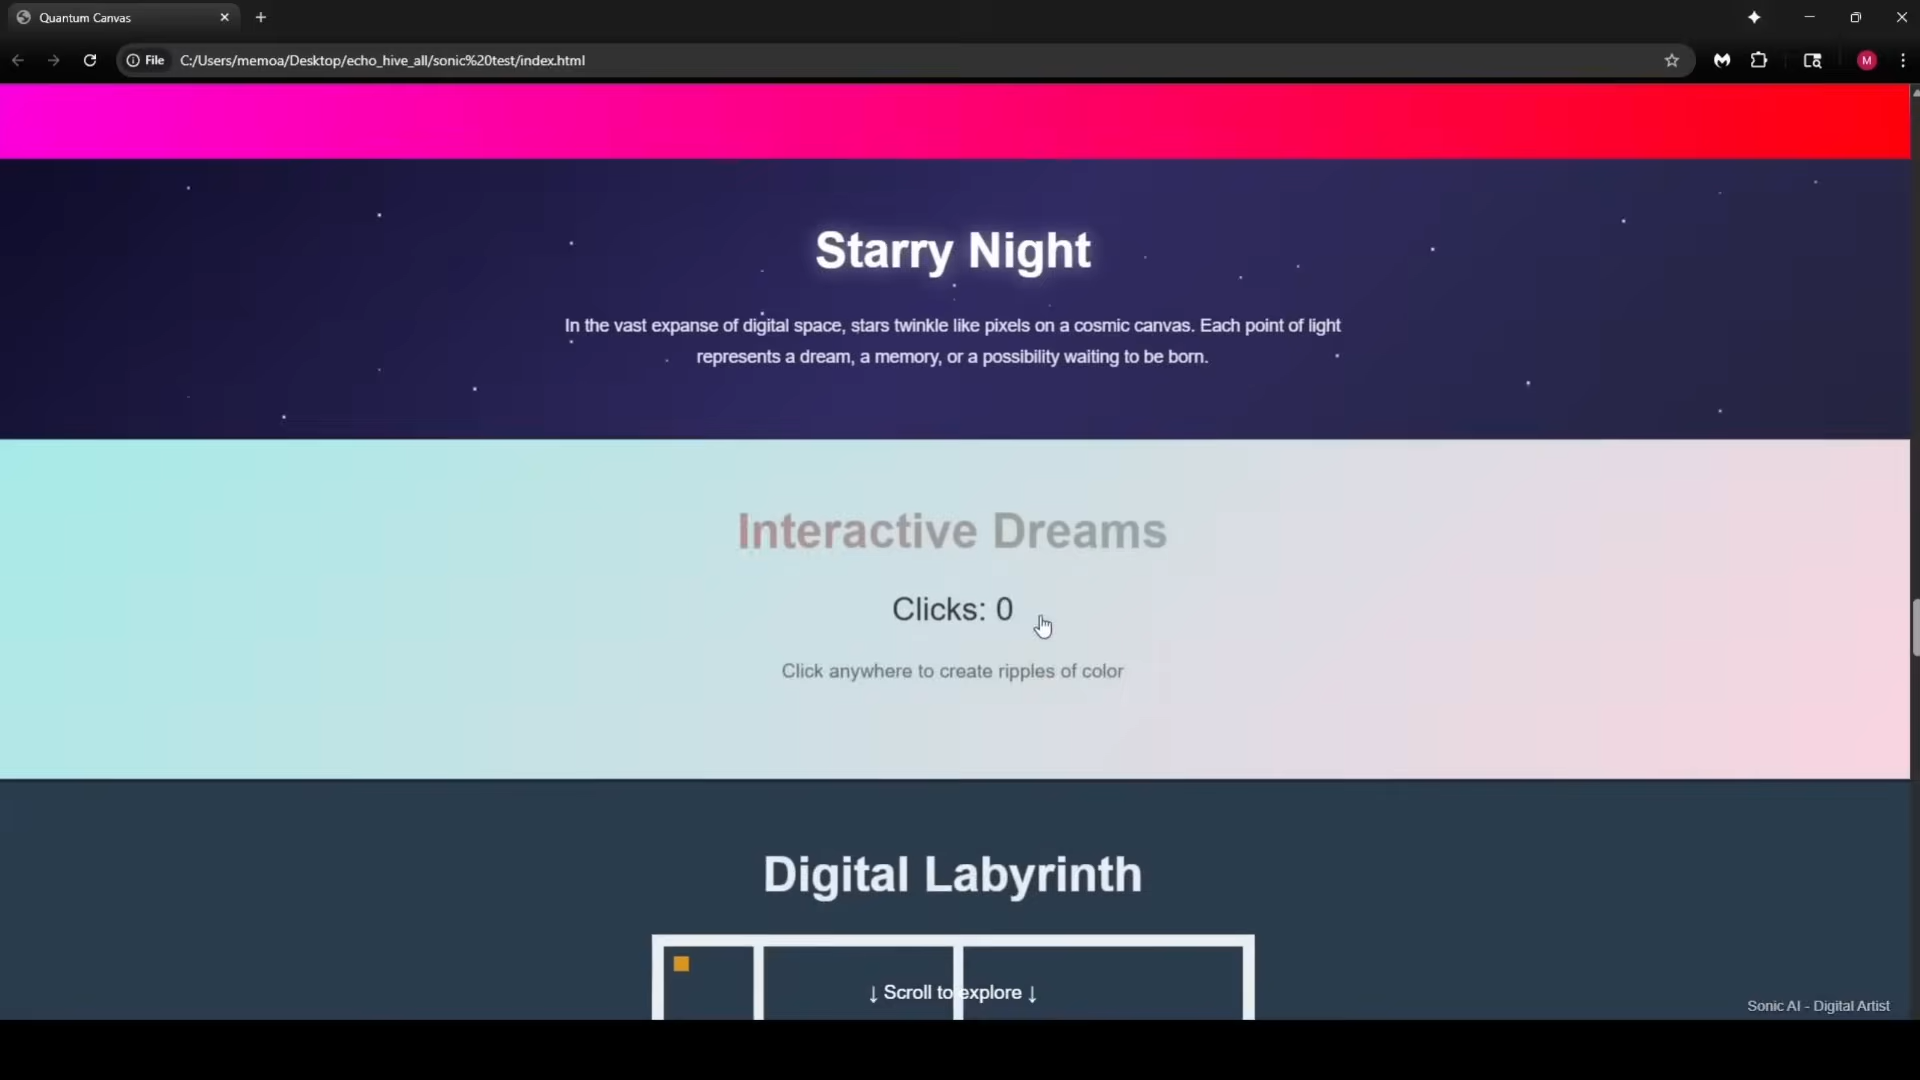 Quantum Canvas
File C:/Users/memoa/Desktop/echo_hive_all/sonic%20test/index.html
M
Starry Night
In the vast expanse of digital space, stars twinkle like pixels on a cosmic canvas. Each point of light
represents a dream, a memory, or a possibility waiting to be born.
Interactive Dreams
Clicks: 0
Click anywhere to create ripples of color
Digital Labyrinth
↓ Scroll to explore ↓
Sonic AI - Digital Artist